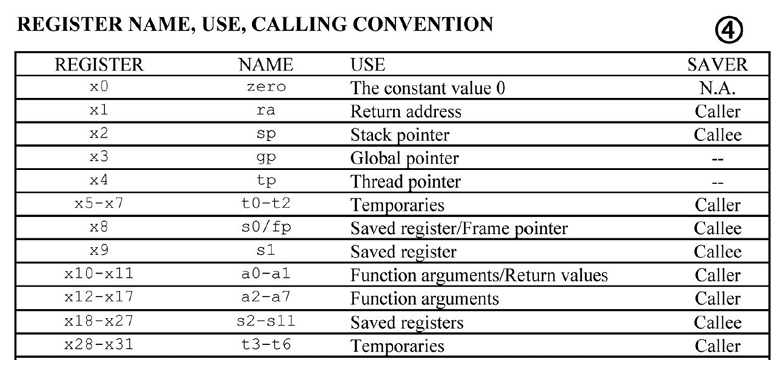 REGISTER NAME, USE, CALLING CONVENTION ④
REGISTER NAME USE SAVER
x0 zero The constant value 0 N.A.
x1 ra Return address Caller
x2 sp Stack pointer Callee
x3 gp Global pointer --
x4 tp Thread pointer --
x5-x7 t0-t2 Temporaries Caller
x8 s0/fp Saved register/Frame pointer Callee
x9 s1 Saved register Callee
x10-x11 a0-a1 Function arguments/Return values Caller
x12-x17 a2-a7 Function arguments Caller
x18-x27 s2-s11 Saved registers Callee
x28-x31 t3-t6 Temporaries Caller